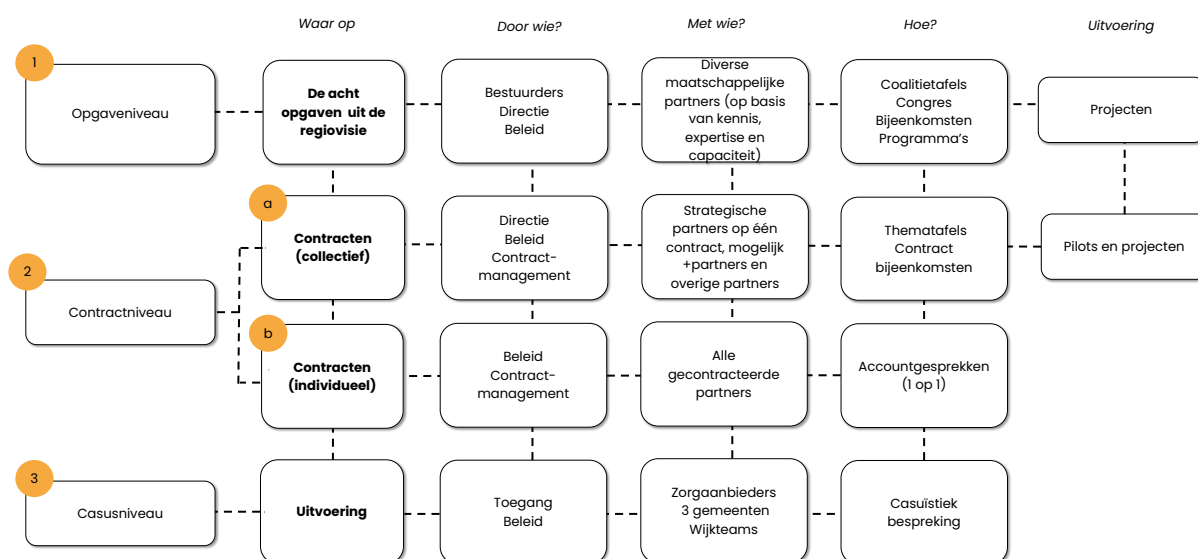 Waar op
Door wie?
Met wie?
Hoe?
Uitvoering
1
Opgaveniveau
De acht
opgaven uit de
regiovisie
Bestuurders
Directie
Beleid
Diverse
maatschappelijke
partners (op basis
van kennis,
expertise en
capaciteit)
Coalitietafels
Congres
Bijeenkomsten
Programma's
Projecten
2
Contractniveau
a
Contracten
(collectief)
Directie
Beleid
Contract-
management
Strategische
partners op één
contract, mogelijk
+partners en
overige partners
Thematafels
Contract
bijeenkomsten
Pilots en projecten
b
Contracten
(individueel)
Beleid
Contract-
management
Alle
gecontracteerde
partners
Accountgesprekken
(1 op 1)
3
Casusniveau
Uitvoering
Toegang
Beleid
Zorgaanbieders
3 gemeenten
Wijkteams
Casuïstiek
bespreking